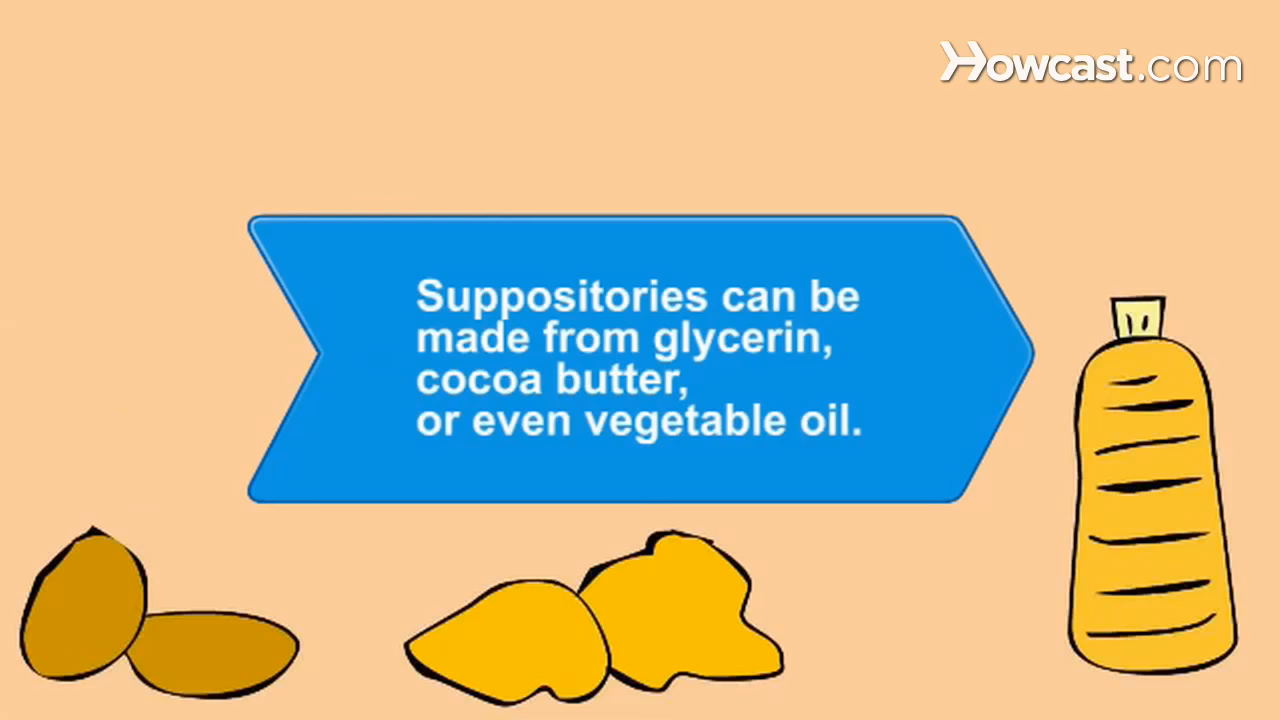 Howcast.com
Suppositories can be
made from glycerin,
cocoa butter,
or even vegetable oil.